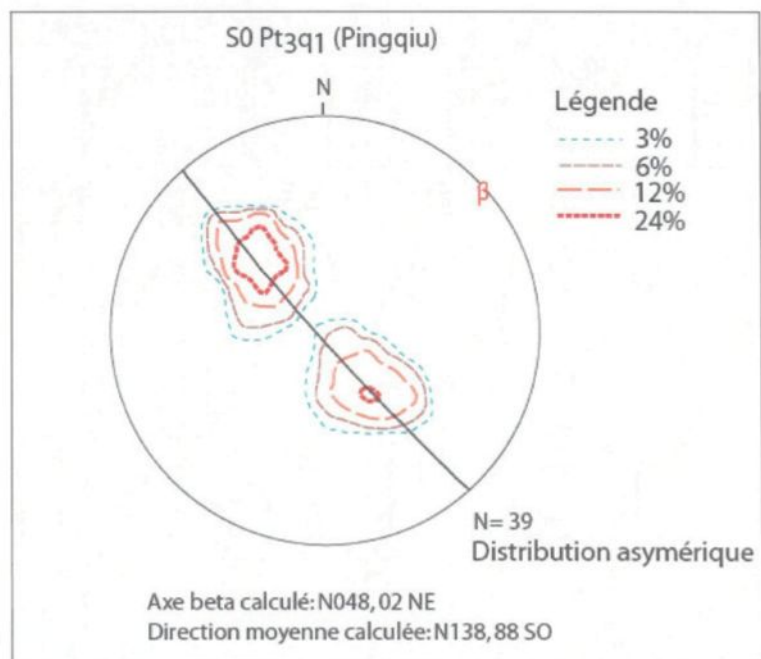 S0 Pt3q1 (Pingqiu)
N
Légende
3%
6%
12%
24%
β
N= 39
Distribution asymérique
Axe beta calculé: N048, 02 NE
Direction moyenne calculée: N138, 88 SO